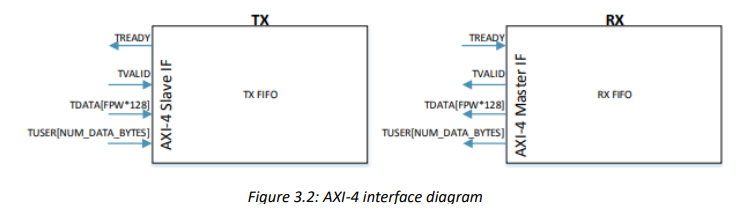 TX
TREADY
TVALID
TDATA[FPW*128]
TUSER[NUM_DATA_BYTES]
AXI-4 Slave IF
TX FIFO
RX
TREADY
TVALID
TDATA[FPW*128]
TUSER[NUM_DATA_BYTES]
AXI-4 Master IF
RX FIFO
Figure 3.2: AXI-4 interface diagram